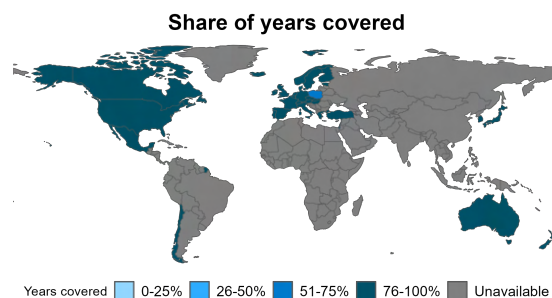 Share of years covered
Years covered 0-25% 26-50% 51-75% 76-100% Unavailable